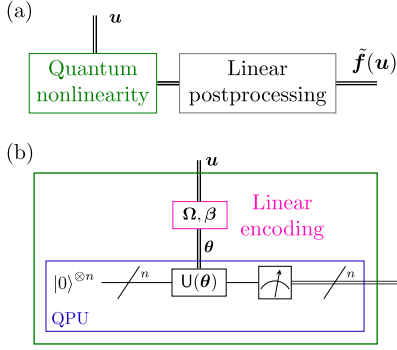 (a)
u
Quantum nonlinearity
Linear postprocessing
f̃(u)
(b)
u
Ω, β
Linear encoding
θ
|0⟩⊗n
n
U(θ)
n
QPU